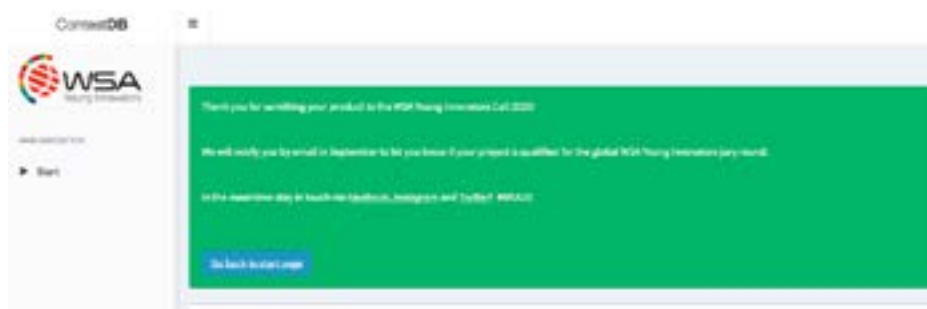 ContestDB
WSA
Young Innovators
MAIN NAVIGATION
Start
Thank you for submitting your product to the WSA Young Innovators Call 2020!
We will notify you by email in September to let you know if your project is qualified for the global WSA Young Innovators jury round.
In the meantime stay in touch via Facebook, Instagram and Twitter!
Go back to start page